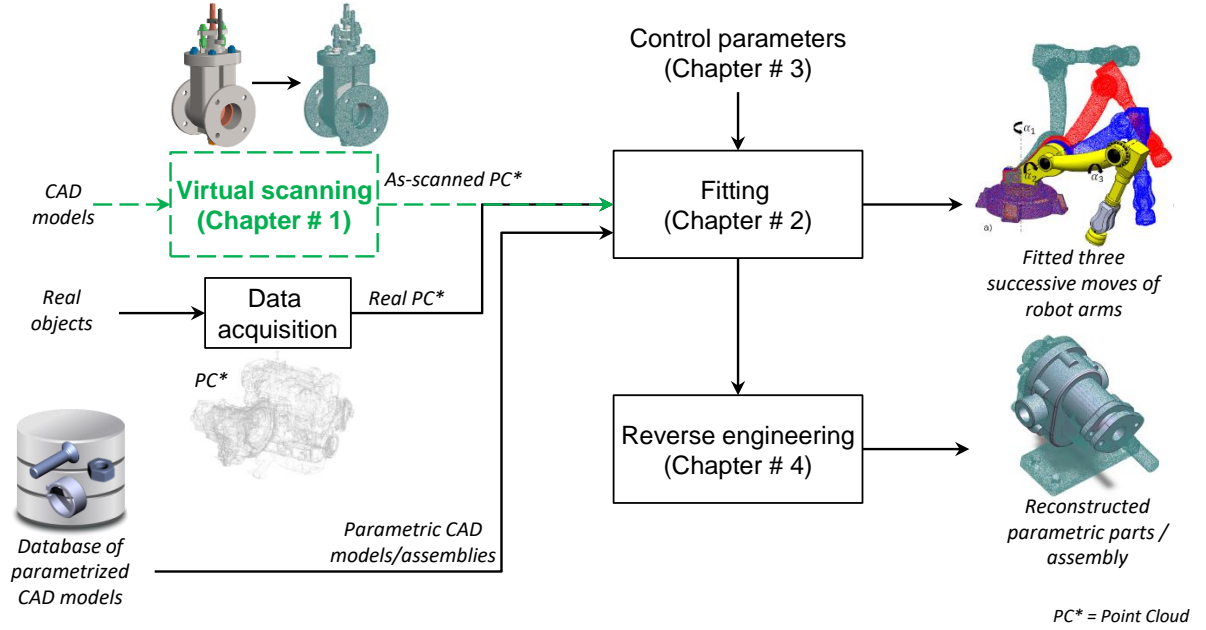 Control parameters
(Chapter # 3)
CAD
models
Virtual scanning
(Chapter # 1)
As-scanned PC*
Fitting
(Chapter # 2)
α1
α2
α3
a)
Fitted three
successive moves of
robot arms
Real
objects
Data
acquisition
Real PC*
PC*
Reverse engineering
(Chapter # 4)
Parametric CAD
models/assemblies
Database of
parametrized
CAD models
Reconstructed
parametric parts /
assembly
PC* = Point Cloud